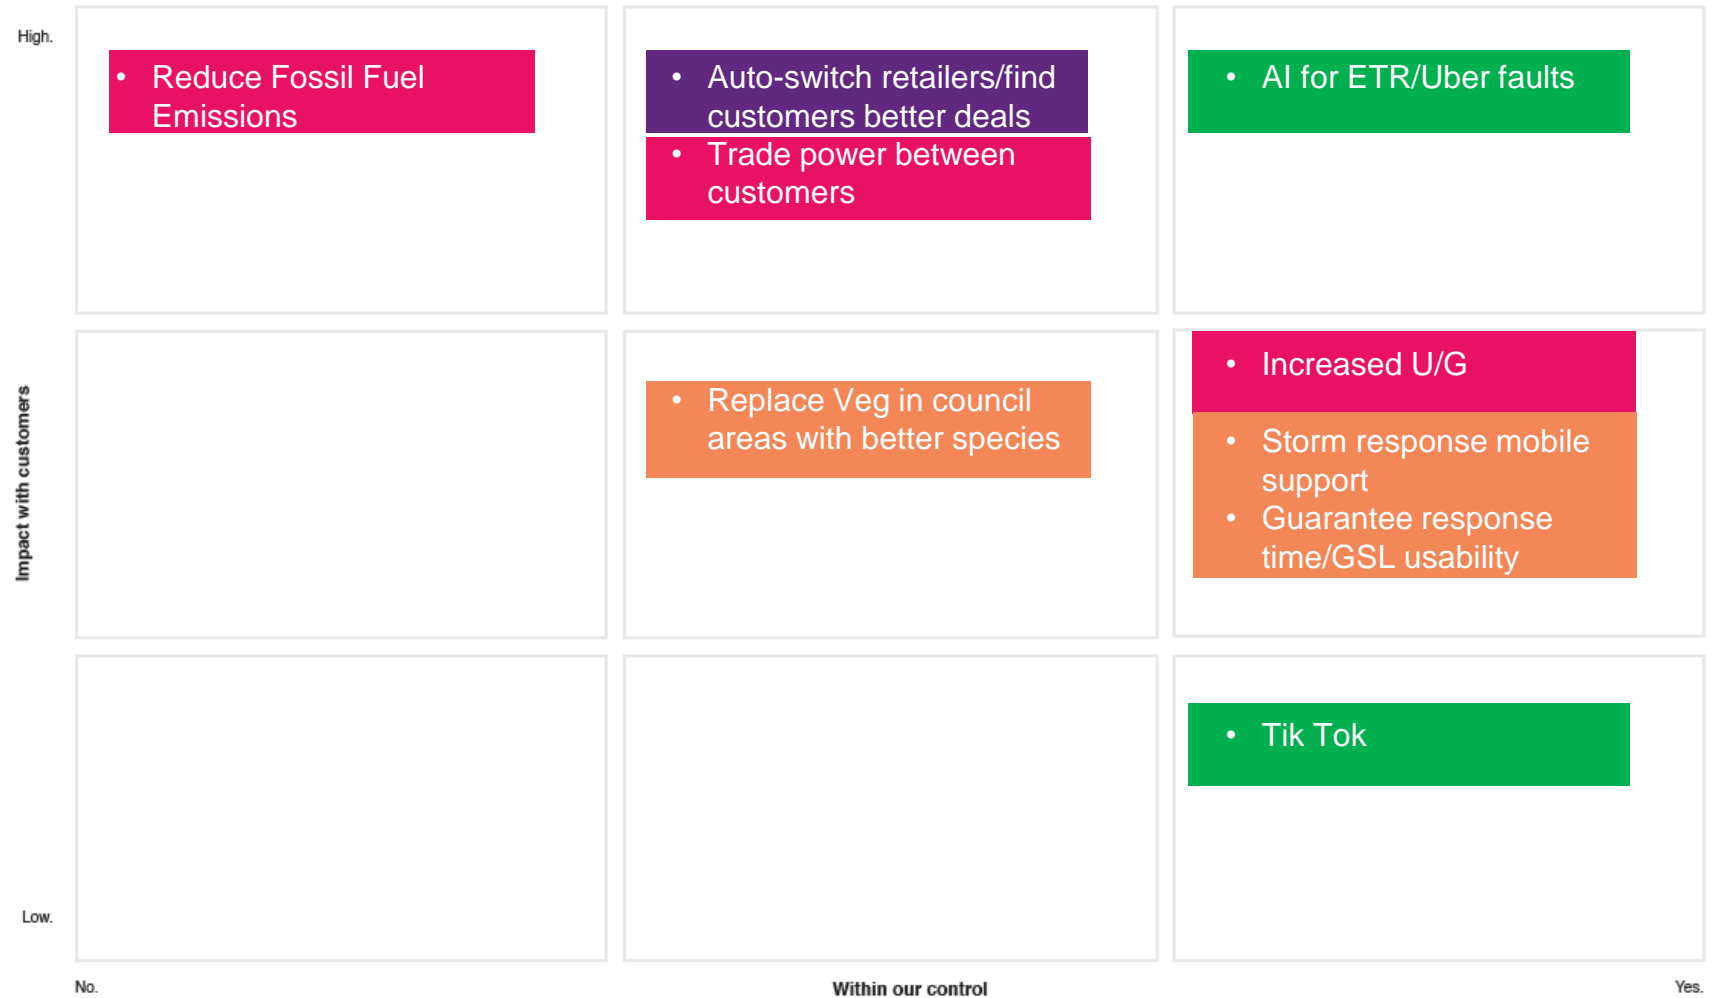 High.
• Reduce Fossil Fuel
Emissions
• Auto-switch retailers/find
customers better deals
• Trade power between
customers
• AI for ETR/Uber faults
Impact with customers
• Replace Veg in council
areas with better species
• Increased U/G
• Storm response mobile
support
• Guarantee response
time/GSL usability
• Tik Tok
Low.
No.
Within our control
Yes.